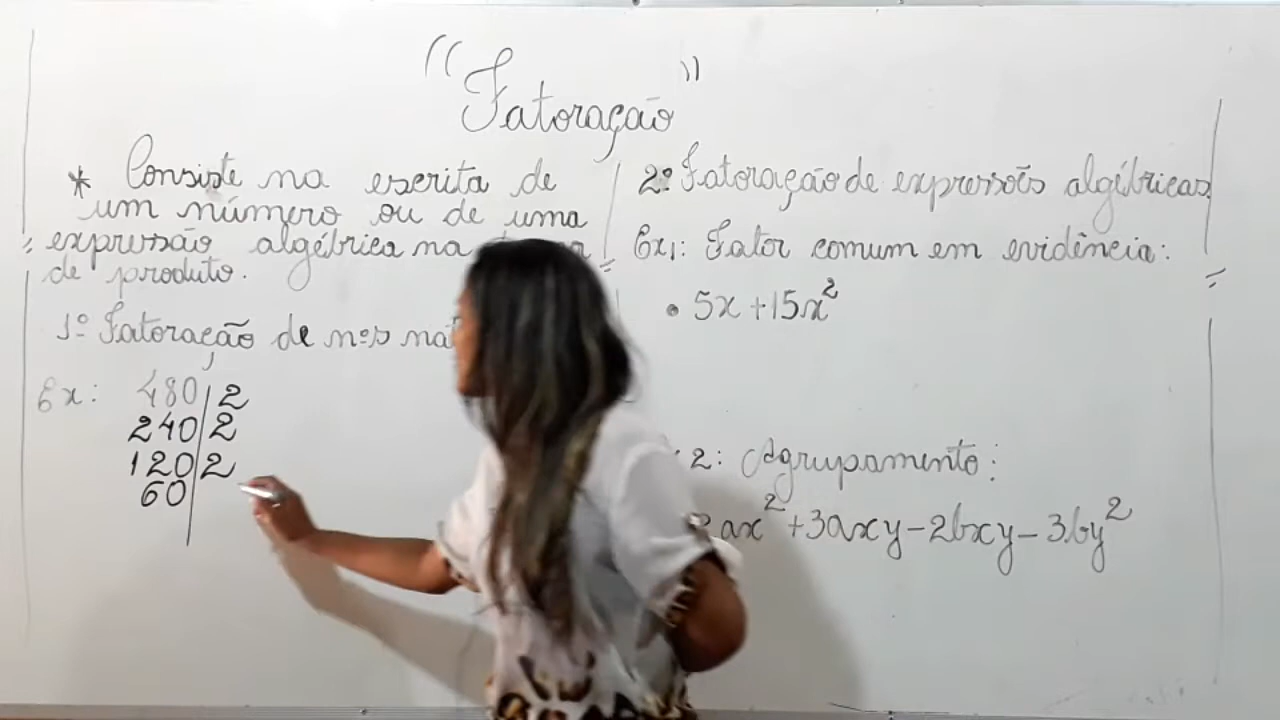 "Fatoração"
* Consiste na escrita de
um número ou de uma
expressão algébrica na
de produto.
1º Fatoração de nºs nat
Ex: 480 | 2
240 | 2
120 | 2
60 |
2º Fatoração de expressões algébricas.
Ex1: Fator comum em evidência:
• 5x + 15x²
2: Agrupamento:
2ax² + 3axy - 2bxy - 3by²